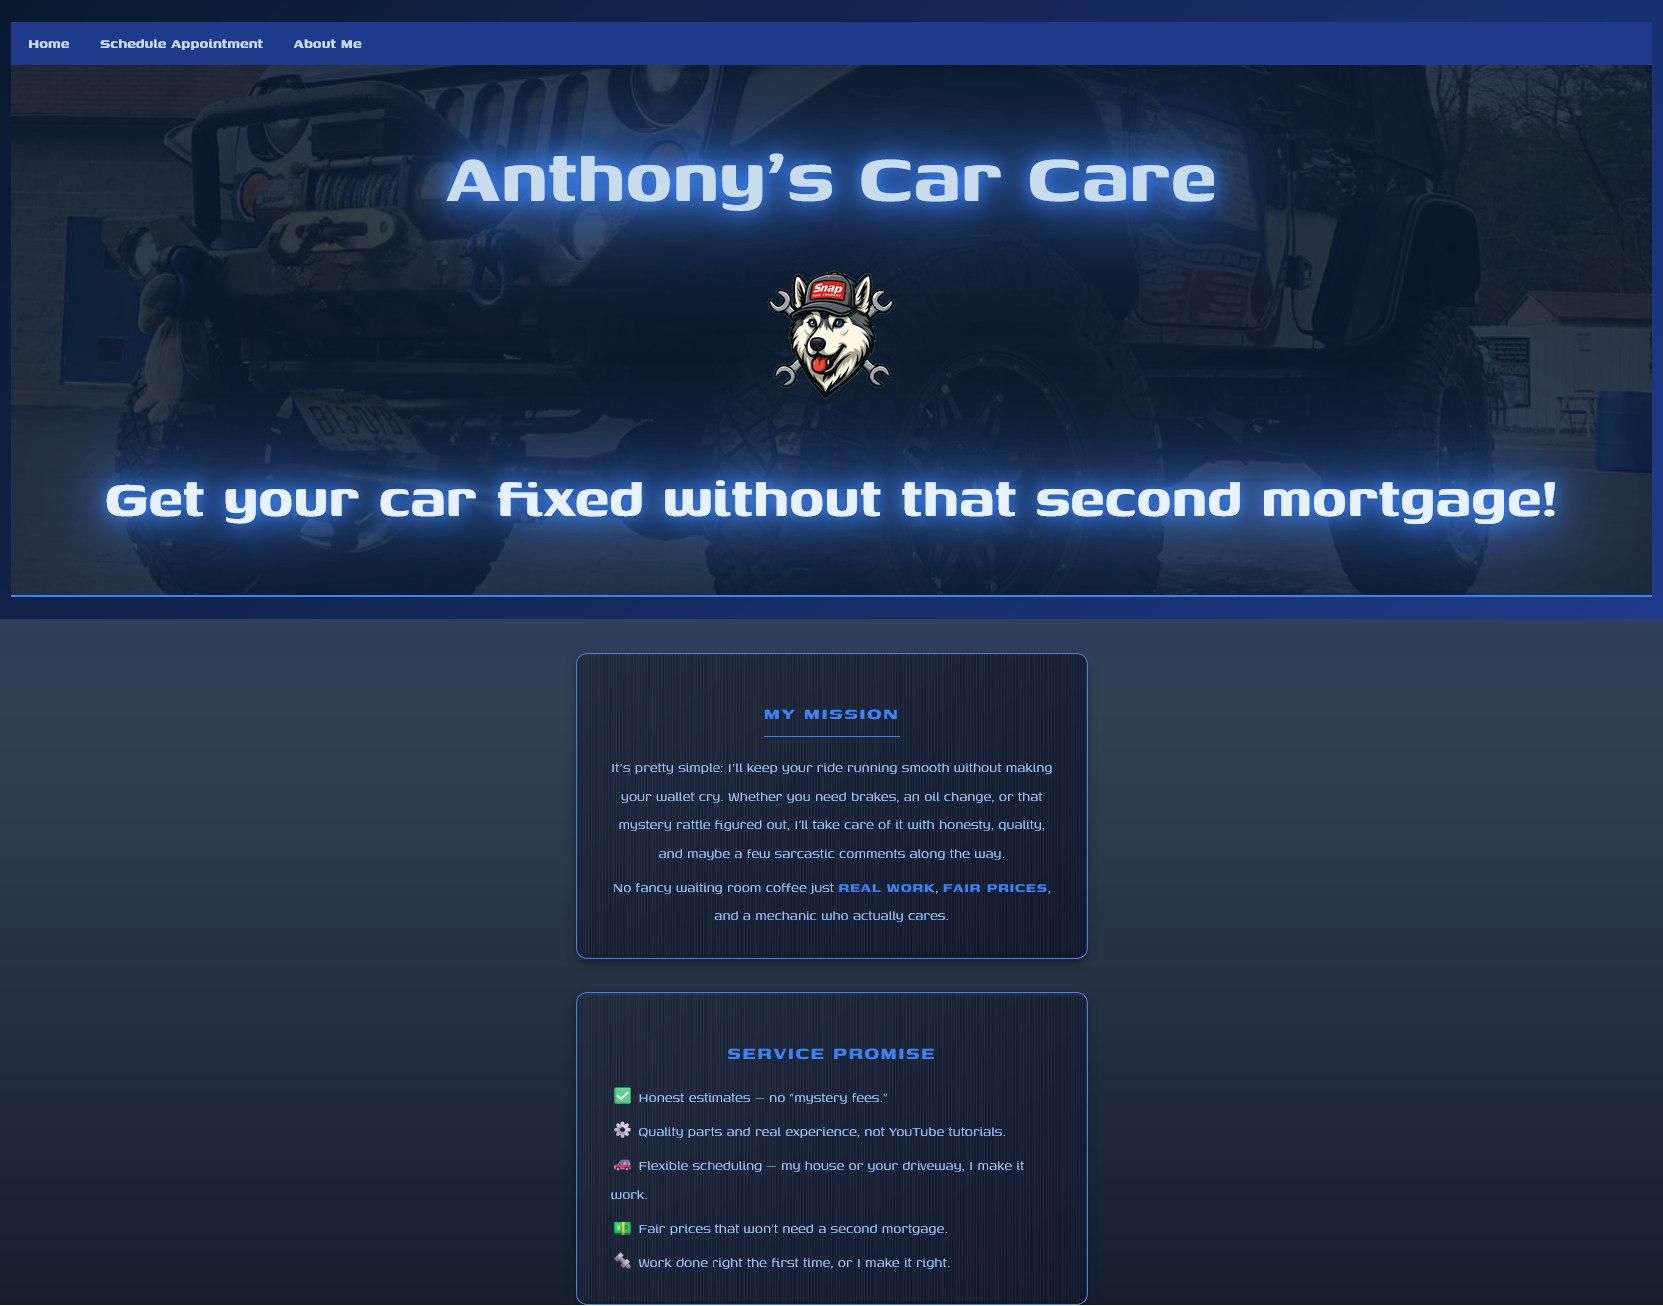 Home Schedule Appointment About Me
Anthony's Car Care
Snap
Get your car fixed without that second mortgage!
MY MISSION
It's pretty simple: I'll keep your ride running smooth without making
your wallet cry. Whether you need brakes, an oil change, or that
mystery rattle figured out, I'll take care of it with honesty, quality,
and maybe a few sarcastic comments along the way.
No fancy waiting room coffee just REAL WORK, FAIR PRICES,
and a mechanic who actually cares.
SERVICE PROMISE
✅ Honest estimates — no "mystery fees."
⚙️ Quality parts and real experience, not YouTube tutorials.
🚗 Flexible scheduling — my house or your driveway, I make it
work.
💵 Fair prices that won't need a second mortgage.
🔩 Work done right the first time, or I make it right.